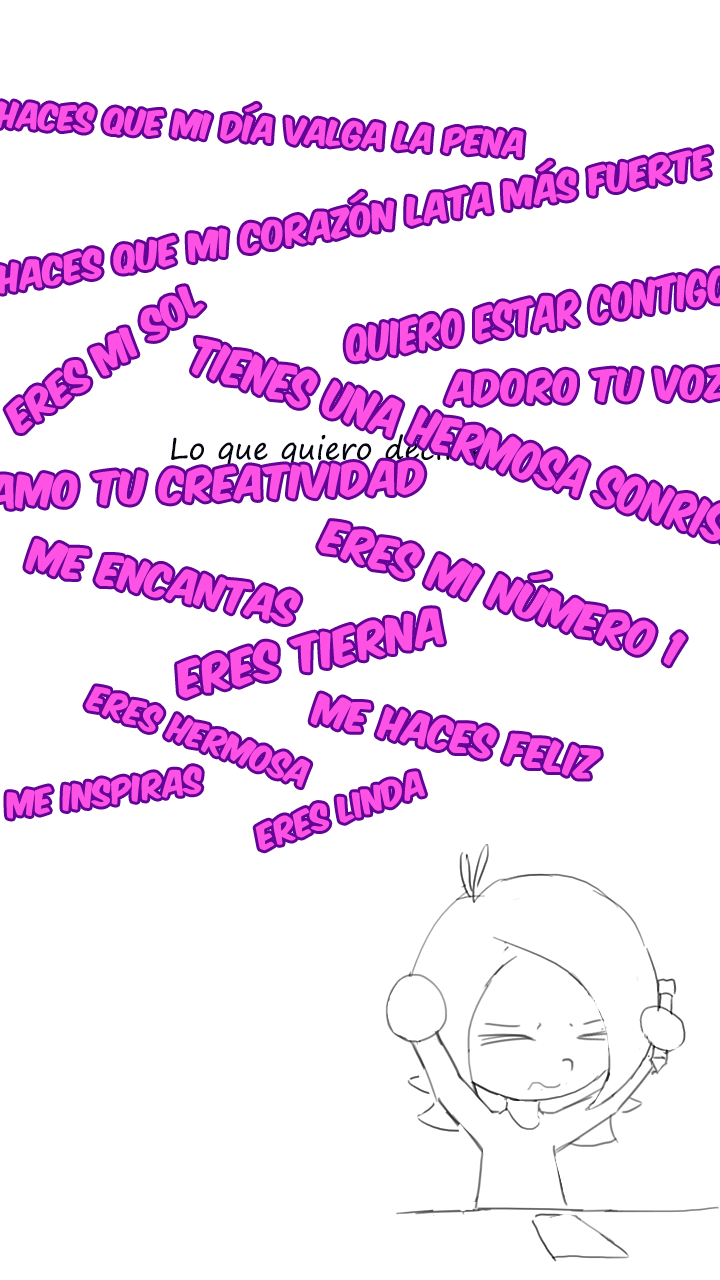 HACES QUE MI DÍA VALGA LA PENA
HACES QUE MI CORAZÓN LATA MÁS FUERTE
ERES MI SOL
QUIERO ESTAR CONTIGO
TIENES UNA HERMOSA SONRIS
ADORO TU VOZ
Lo que quiero
AMO TU CREATIVIDAD
ME ENCANTAS
ERES MI NÚMERO 1
ERES TIERNA
ERES HERMOSA
ME HACES FELIZ
ME INSPIRAS
ERES LINDA